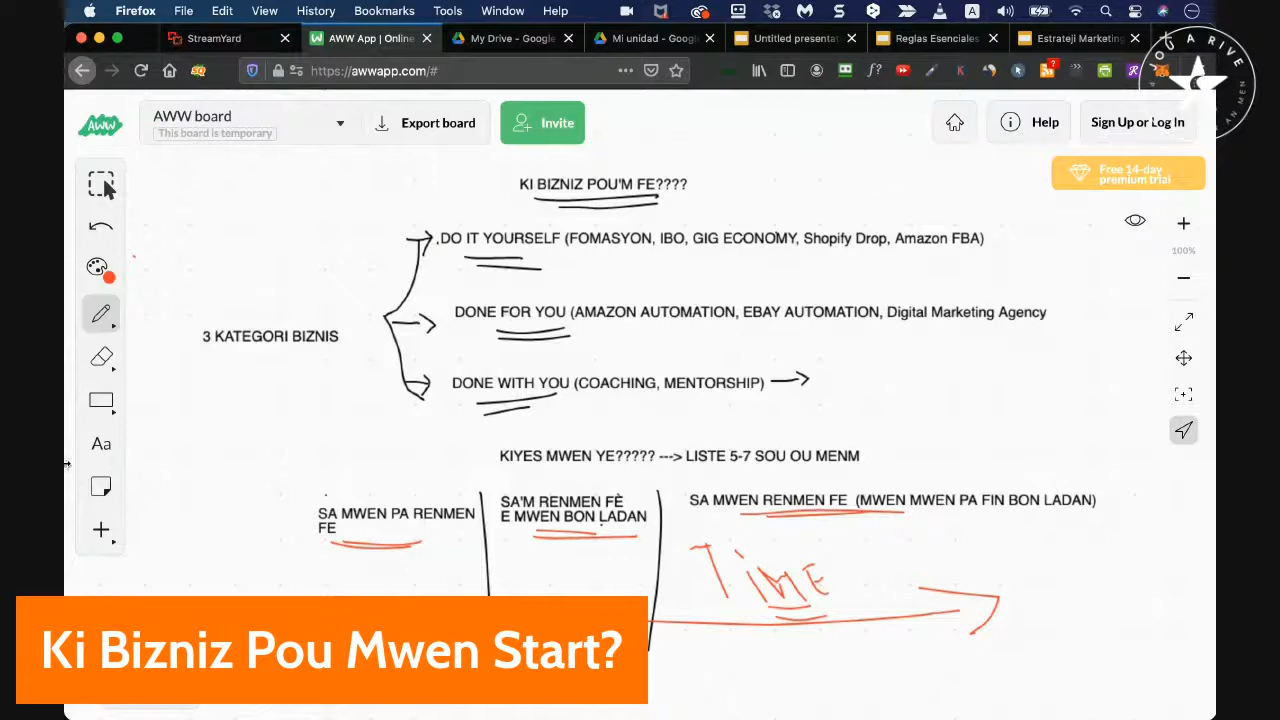 Firefox File Edit View History Bookmarks Tools Window Help
StreamYard AWW App | Online My Drive - Google Mi unidad - Google Untitled presentat Reglas Esenciales Estrateji Marketing
https://awwapp.com/#
AWW
AWW board
This board is temporary
Export board
Invite
Help
Sign Up or Log In
Free 14-day
premium trial
KI BIZNIZ POU'M FE????
100%
DO IT YOURSELF (FOMASYON, IBO, GIG ECONOMY, Shopify Drop, Amazon FBA)
DONE FOR YOU (AMAZON AUTOMATION, EBAY AUTOMATION, Digital Marketing Agency
3 KATEGORI BIZNIS
DONE WITH YOU (COACHING, MENTORSHIP)
Aa
KIYES MWEN YE????? ---> LISTE 5-7 SOU OU MENM
SA MWEN PA RENMEN
FE
SA'M RENMEN FÈ
E MWEN BON LADAN
SA MWEN RENMEN FE (MWEN MWEN PA FIN BON LADAN)
TiME
Ki Bizniz Pou Mwen Start?